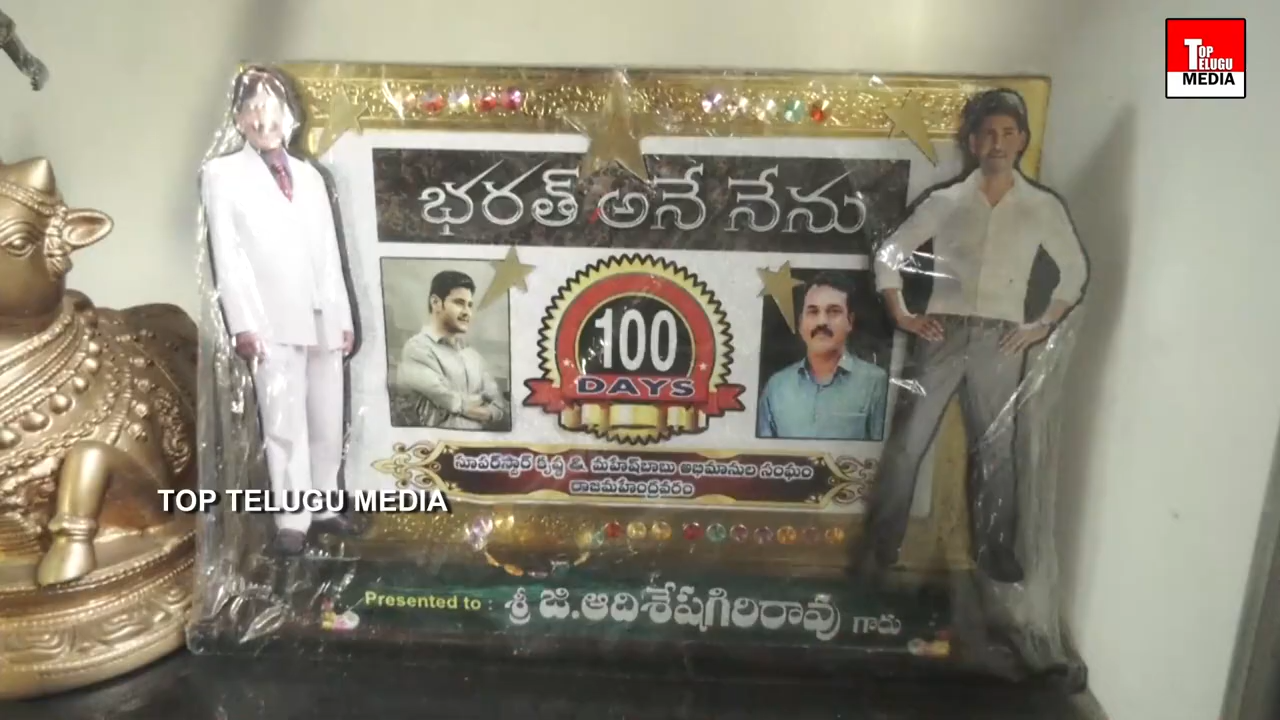 TOP
TELUGU
MEDIA
భరత్ అనే నేను
100
DAYS
సూపర్‌స్టార్ కృష్ణ & మహేష్‌బాబు అభిమానుల సంఘం
రాజమహేంద్రవరం
TOP TELUGU MEDIA
Presented to : శ్రీ జి.ఆదిశేషగిరిరావు గారు